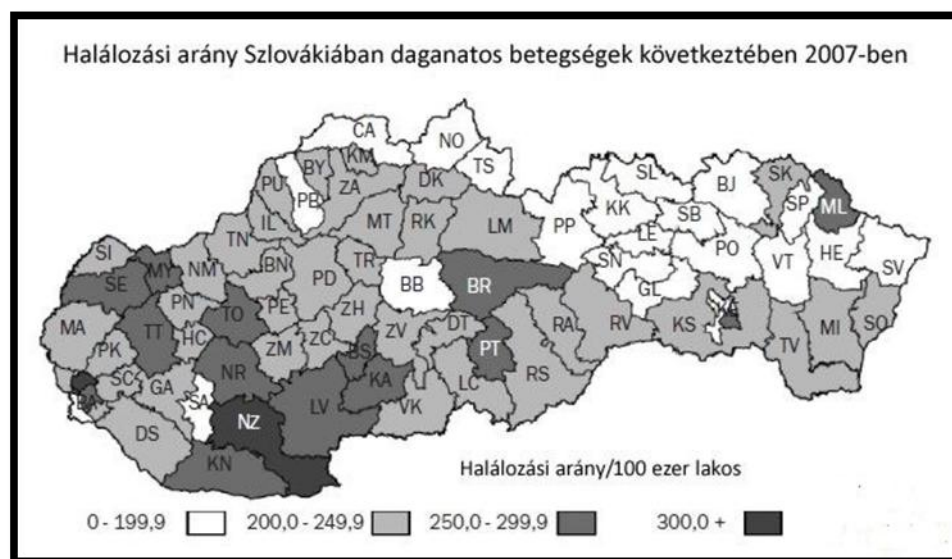 Halálozási arány Szlovákiában daganatos betegségek következtében 2007-ben
CA
NO
TS
KM
BY
PB
PU
ZA
DK
IL
MT
RK
LM
TN
SI
SE
MY
NM
BN
PD
TR
BB
BR
PP
SL
KK
BJ
SK
SP
ML
SB
LE
PO
SN
GL
VT
HE
SV
MA
TT
PN
TO
PE
ZH
HC
ZM
ZC
BS
ZV
DT
PT
RA
RV
KS
TV
MI
SO
PK
SC
BA
GA
SA
NR
NZ
LV
KA
VK
LC
RS
DS
KN
Halálozási arány/100 ezer lakos
0 - 199,9
200,0 - 249,9
250,0 - 299,9
300,0 +